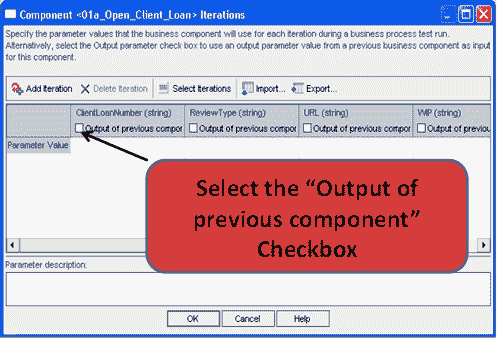 Component <01a_Open_Client_Loan> Iterations
Specify the parameter values that the business component will use for each iteration during a business process test run.
Alternatively, select the Output parameter check box to use an output parameter value from a previous business component as input
for this component.
Add Iteration Delete Iteration Select Iterations Import... Export...
ClientLoanNumber (string) ReviewType (string) URL (string) WIP (string)
Output of previous compor Output of previous compor Output of previous compor Output of previous
Parameter Value
Select the “Output of
previous component”
Checkbox
Parameter description:
OK Cancel Help